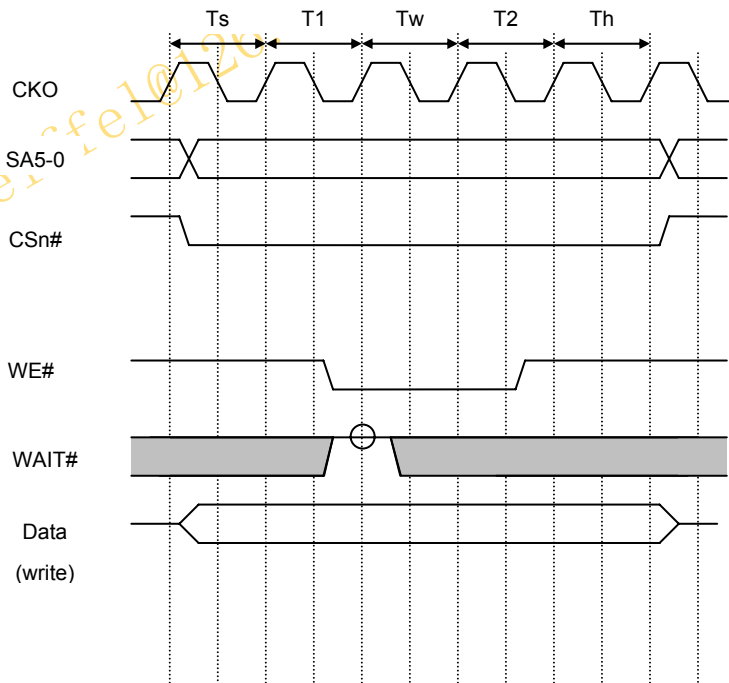 Ts T1 Tw T2 Th
CKO
SA5-0
CSn#
WE#
WAIT#
Data
(write)